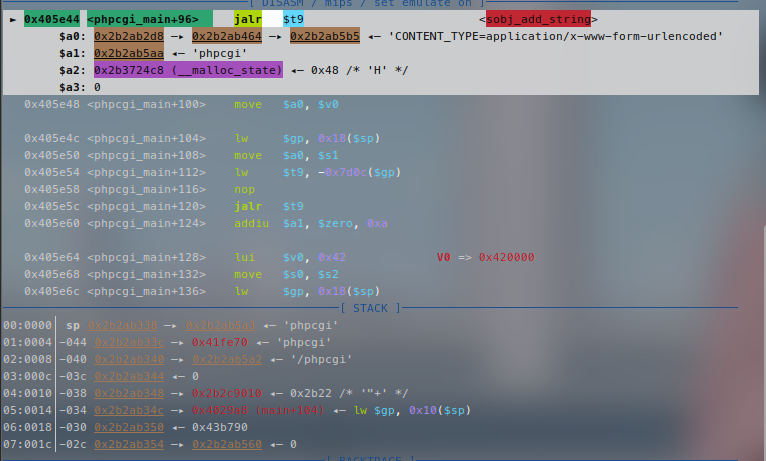 [ DISASM / mips / set emulate on ]
► 0x405e44 <phpcgi_main+96> jalr $t9 <sobj_add_string>
$a0: 0x2b2ab2d8 —▸ 0x2b2ab464 —▸ 0x2b2ab5b5 ◂— 'CONTENT_TYPE=application/x-www-form-urlencoded'
$a1: 0x2b2ab5aa ◂— 'phpcgi'
$a2: 0x2b3724c8 (__malloc_state) ◂— 0x48 /* 'H' */
$a3: 0
0x405e48 <phpcgi_main+100> move $a0, $v0
0x405e4c <phpcgi_main+104> lw $gp, 0x18($sp)
0x405e50 <phpcgi_main+108> move $a0, $s1
0x405e54 <phpcgi_main+112> lw $t9, -0x7d0c($gp)
0x405e58 <phpcgi_main+116> nop
0x405e5c <phpcgi_main+120> jalr $t9
0x405e60 <phpcgi_main+124> addiu $a1, $zero, 0xa
0x405e64 <phpcgi_main+128> lui $v0, 0x42 V0 => 0x420000
0x405e68 <phpcgi_main+132> move $s0, $s2
0x405e6c <phpcgi_main+136> lw $gp, 0x18($sp)
[ STACK ]
00:0000│ sp 0x2b2ab338 —▸ 0x2b2ab5a3 ◂— 'phpcgi'
01:0004│-044 0x2b2ab33c —▸ 0x41fe70 ◂— 'phpcgi'
02:0008│-040 0x2b2ab340 —▸ 0x2b2ab5a2 ◂— '/phpcgi'
03:000c│-03c 0x2b2ab344 ◂— 0
04:0010│-038 0x2b2ab348 —▸ 0x2b2c9010 ◂— 0x2b22 /* '"+' */
05:0014│-034 0x2b2ab34c —▸ 0x4029a8 (main+104) ◂— lw $gp, 0x10($sp)
06:0018│-030 0x2b2ab350 ◂— 0x43b790
07:001c│-02c 0x2b2ab354 —▸ 0x2b2ab560 ◂— 0
[ BACKTRACE ]